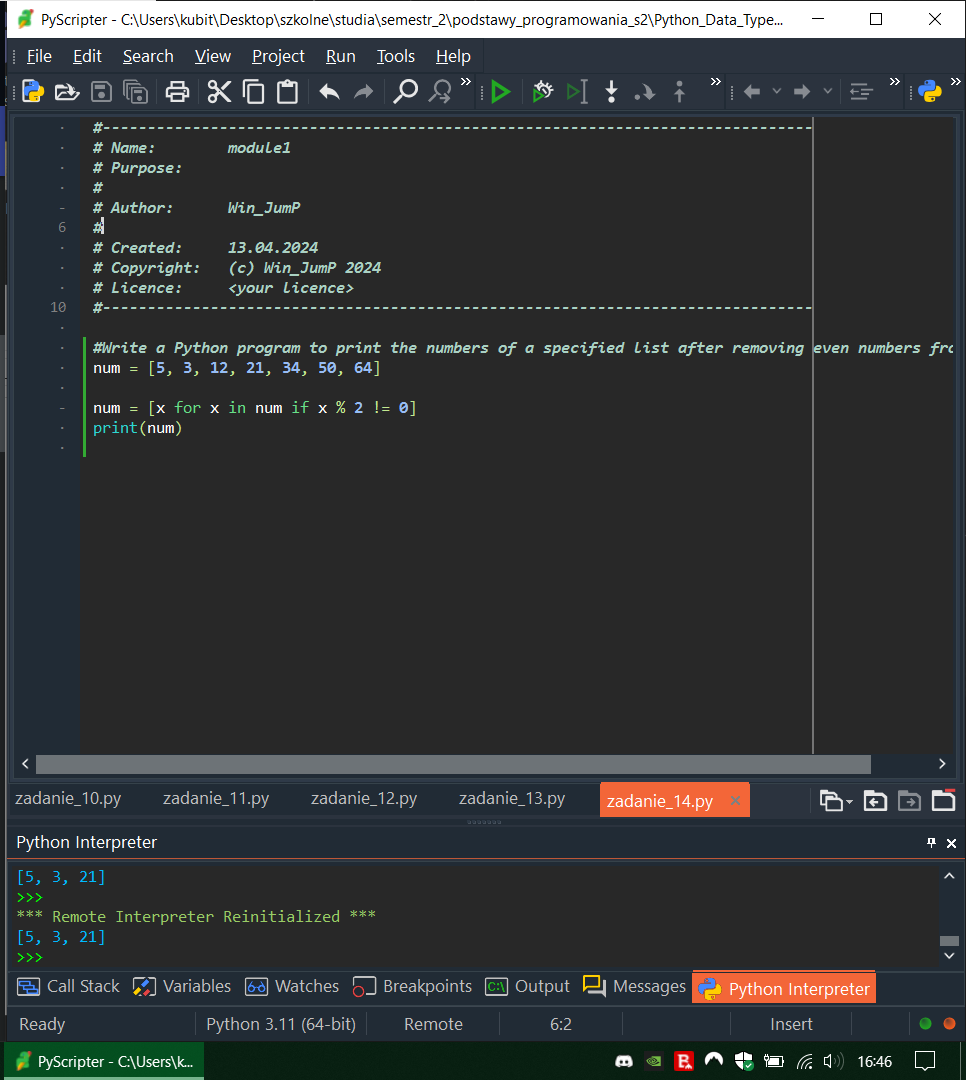 PyScripter - C:\Users\kubit\Desktop\szkolne\studia\semestr_2\podstawy_programowania_s2\Python_Data_Type...
File Edit Search View Project Run Tools Help
#-------------------------------------------------------------------------------
# Name:        module1
# Purpose:
#
# Author:      Win_JumP
6 #
# Created:     13.04.2024
# Copyright:   (c) Win_JumP 2024
# Licence:     <your licence>
10 #-------------------------------------------------------------------------------
#Write a Python program to print the numbers of a specified list after removing even numbers fro
num = [5, 3, 12, 21, 34, 50, 64]
num = [x for x in num if x % 2 != 0]
print(num)
zadanie_10.py zadanie_11.py zadanie_12.py zadanie_13.py zadanie_14.py
Python Interpreter
[5, 3, 21]
>>>
*** Remote Interpreter Reinitialized ***
[5, 3, 21]
>>>
Call Stack Variables Watches Breakpoints C:\ Output Messages Python Interpreter
Ready Python 3.11 (64-bit) Remote 6:2 Insert
PyScripter - C:\Users\k... 16:46